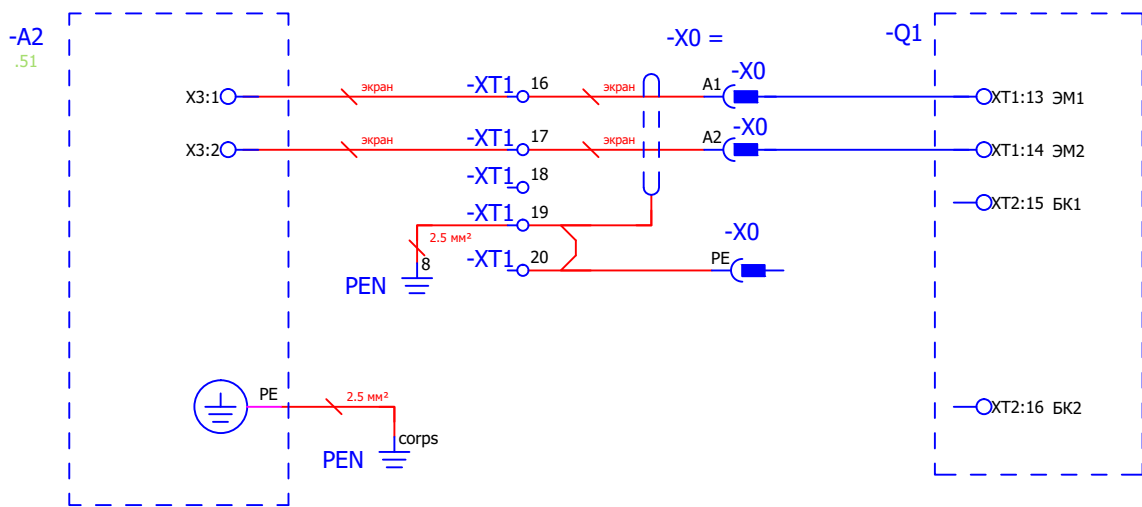 -A2
.51
-X0 =
-Q1
X3:1
экран
-XT1
16
экран
A1
-X0
XT1:13 ЭМ1
X3:2
экран
-XT1
17
экран
A2
-X0
XT1:14 ЭМ2
-XT1
18
XT2:15 БК1
-XT1
19
2.5 мм²
8
PEN
-XT1
20
PE
-X0
PE
2.5 мм²
corps
PEN
XT2:16 БК2